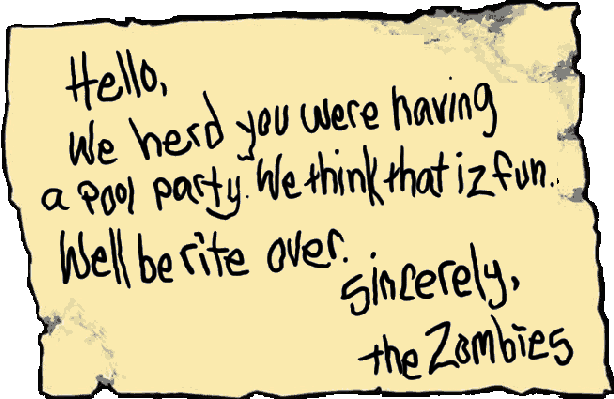 Hello,
We herd you were having
a pool party. We think that iz fun..
Well be rite over.
Sincerely,
the Zombies